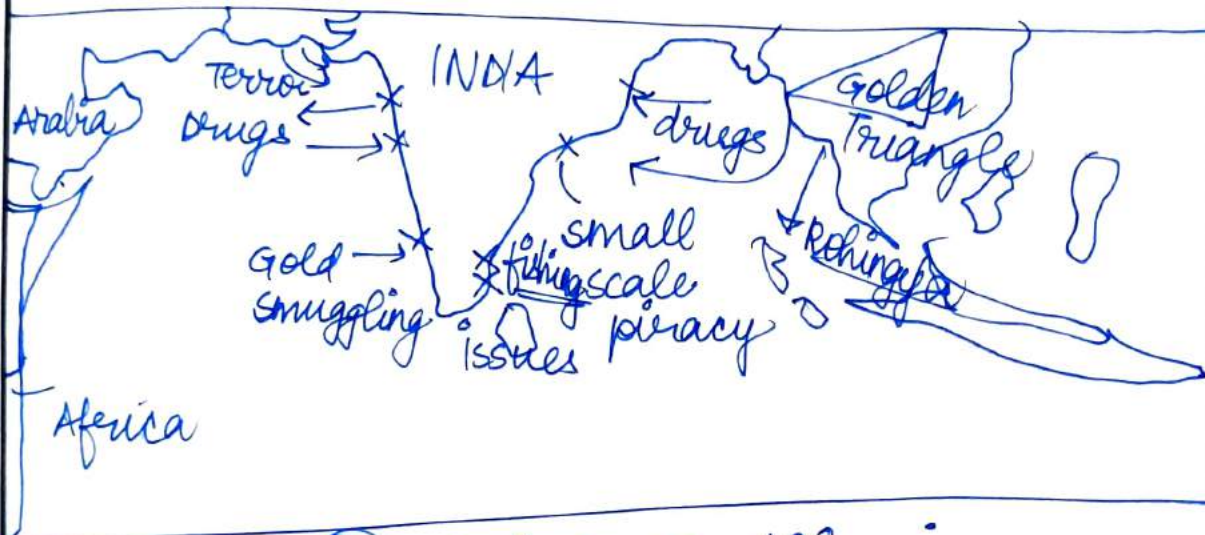 INDIA
Arabia
Terror
Drugs
drugs
Golden
Triangle
Gold
smuggling
fishing
issues
small
scale
piracy
Rohingya
Africa